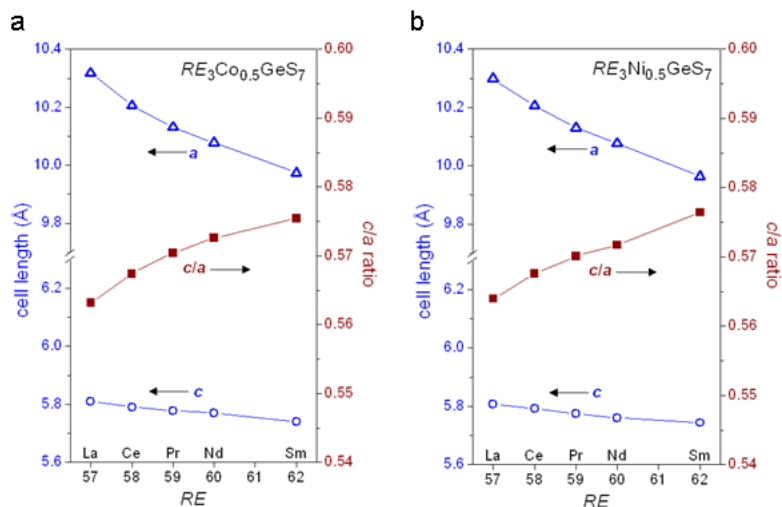 a
RE₃Co₀.₅GeS₇
cell length (Å)
10.4
10.2
10.0
9.8
6.2
6.0
5.8
5.6
a
c/a
c
0.60
0.59
0.58
0.57
0.56
0.55
0.54
c/a ratio
La Ce Pr Nd Sm
57 58 59 60 61 62
RE
b
RE₃Ni₀.₅GeS₇
cell length (Å)
10.4
10.2
10.0
9.8
6.2
6.0
5.8
5.6
a
c/a
c
0.60
0.59
0.58
0.57
0.56
0.55
0.54
c/a ratio
La Ce Pr Nd Sm
57 58 59 60 61 62
RE